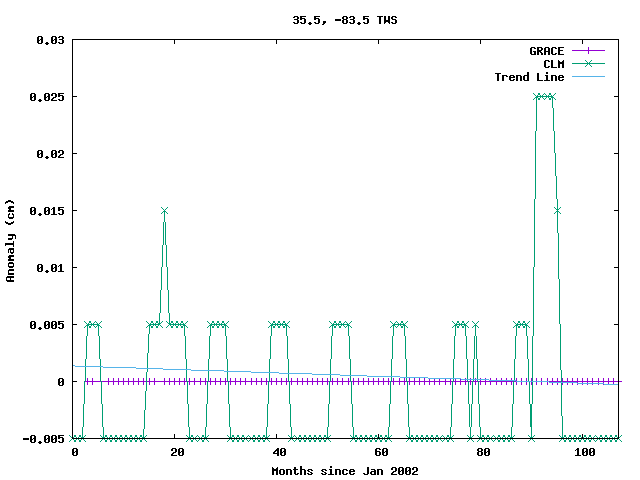 35.5, -83.5 TWS
0.03
0.025
0.02
0.015
0.01
0.005
0
-0.005
Anomaly (cm)
GRACE
CLM
Trend Line
0 20 40 60 80 100
Months since Jan 2002